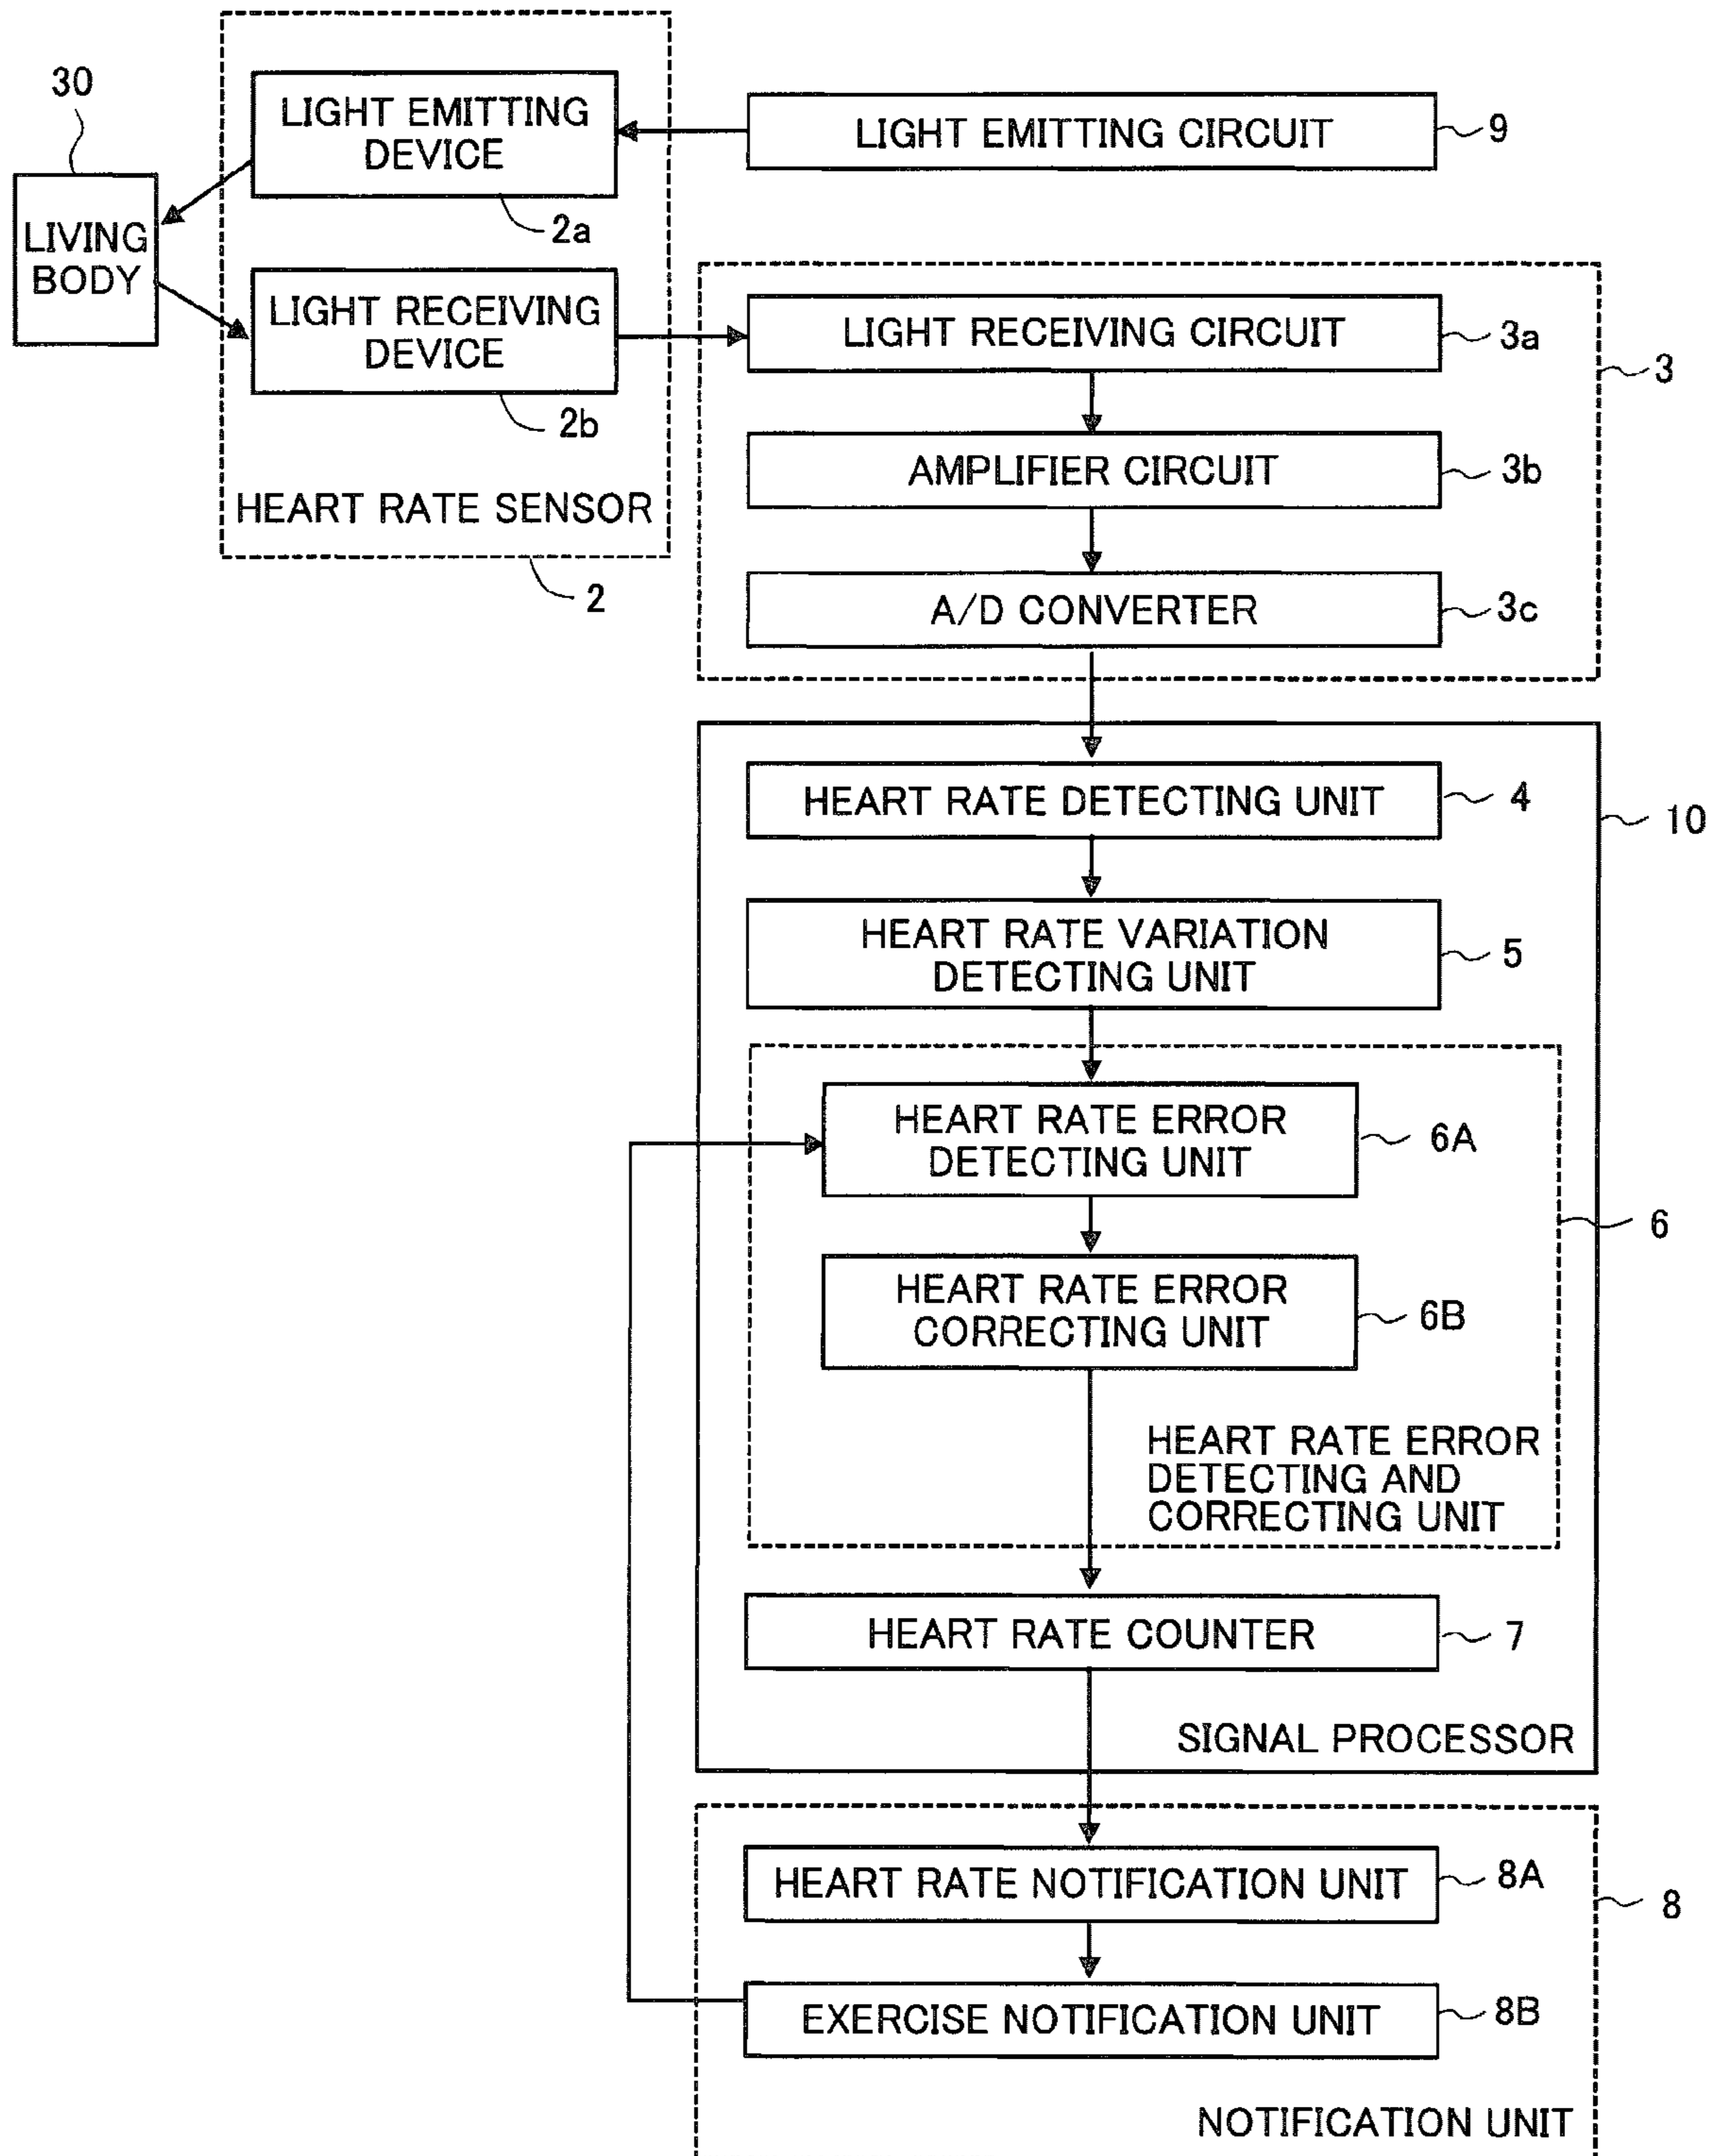 30
LIVING
BODY
LIGHT EMITTING
DEVICE
2a
LIGHT RECEIVING
DEVICE
2b
HEART RATE SENSOR
2
LIGHT EMITTING CIRCUIT
9
LIGHT RECEIVING CIRCUIT
3a
3
AMPLIFIER CIRCUIT
3b
A/D CONVERTER
3c
HEART RATE DETECTING UNIT
4
10
HEART RATE VARIATION
DETECTING UNIT
5
HEART RATE ERROR
DETECTING UNIT
6A
6
HEART RATE ERROR
CORRECTING UNIT
6B
HEART RATE ERROR
DETECTING AND
CORRECTING UNIT
HEART RATE COUNTER
7
SIGNAL PROCESSOR
HEART RATE NOTIFICATION UNIT
8A
8
EXERCISE NOTIFICATION UNIT
8B
NOTIFICATION UNIT